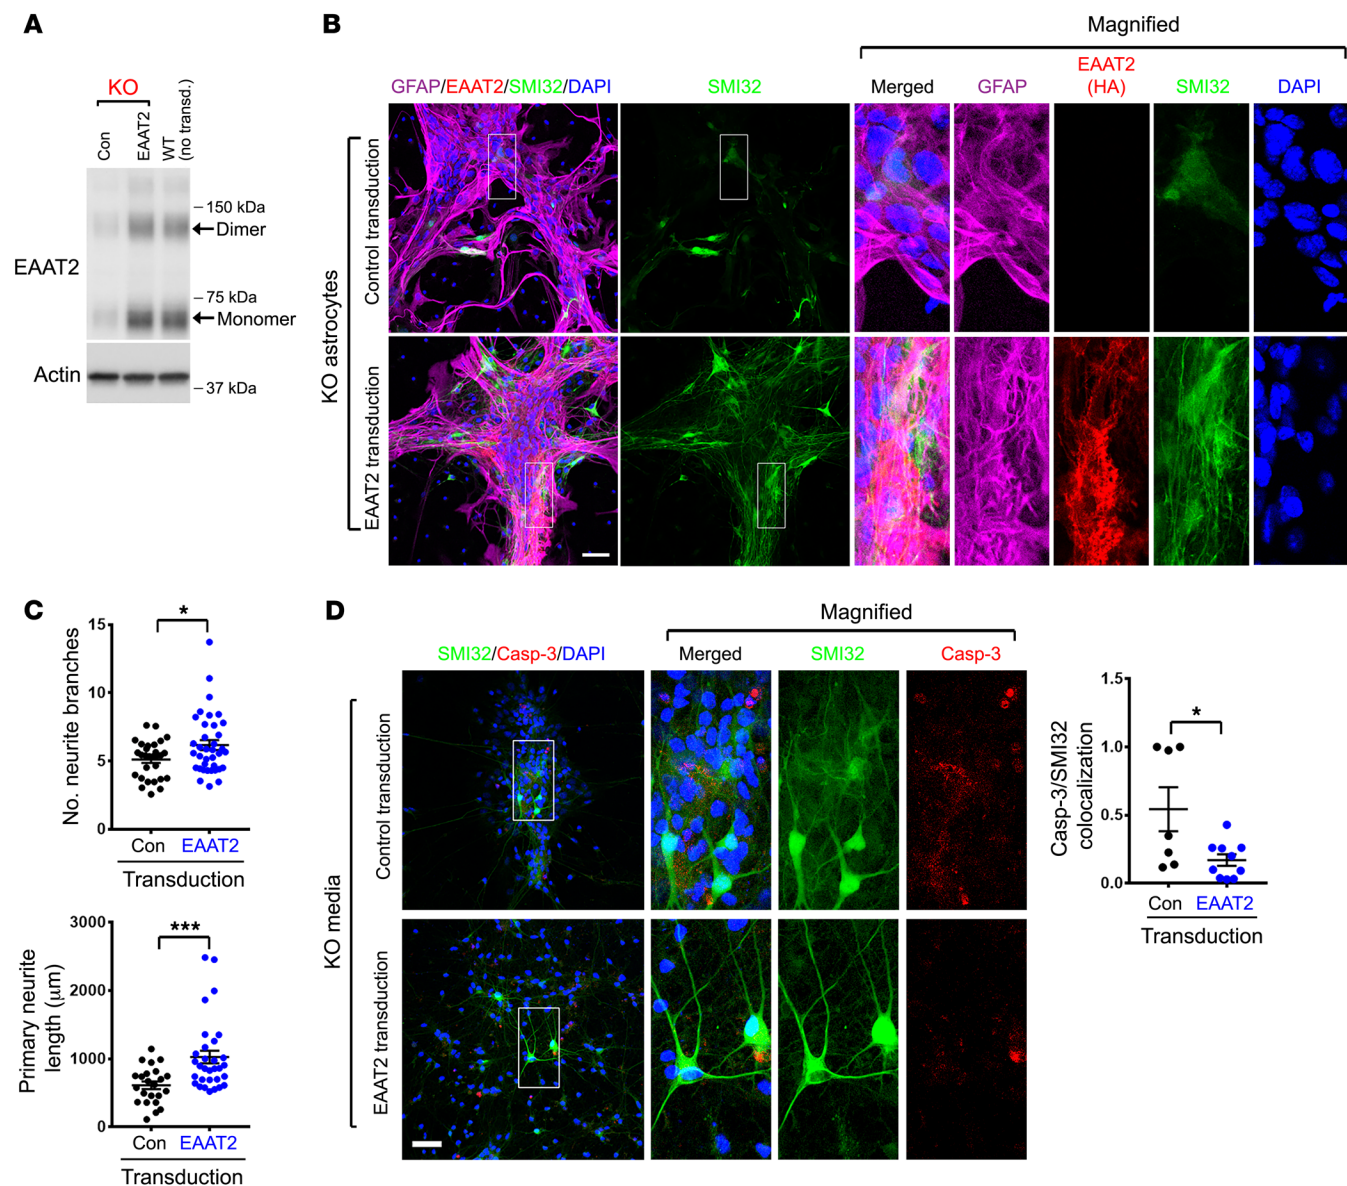 A
KO
Con
EAAT2
WT
(no transd.)
150 kDa
Dimer
EAAT2
75 kDa
Monomer
Actin
37 kDa
B
Magnified
GFAP/EAAT2/SMI32/DAPI
SMI32
Merged
GFAP
EAAT2
(HA)
SMI32
DAPI
KO astrocytes
Control transduction
EAAT2 transduction
C
*
15
10
5
0
No. neurite branches
Con
EAAT2
Transduction
***
3000
2000
1000
0
Primary neurite
length (μm)
Con
EAAT2
Transduction
D
Magnified
SMI32/Casp-3/DAPI
Merged
SMI32
Casp-3
KO media
Control transduction
EAAT2 transduction
1.5
1.0
0.5
0.0
*
Casp-3/SMI32
colocalization
Con
EAAT2
Transduction